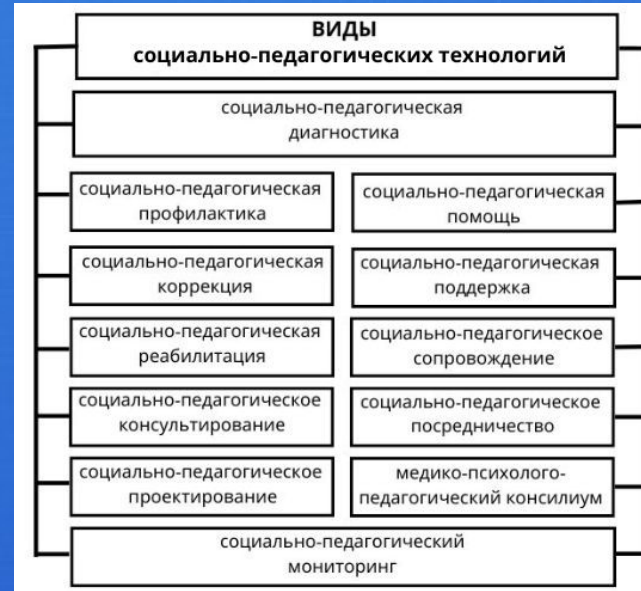 ВИДЫ
социально-педагогических технологий
социально-педагогическая
диагностика
социально-педагогическая
профилактика
социально-педагогическая
помощь
социально-педагогическая
коррекция
социально-педагогическая
поддержка
социально-педагогическая
реабилитация
социально-педагогическое
сопровождение
социально-педагогическое
консультирование
социально-педагогическое
посредничество
социально-педагогическое
проектирование
медико-психолого-
педагогический консилиум
социально-педагогический
мониторинг